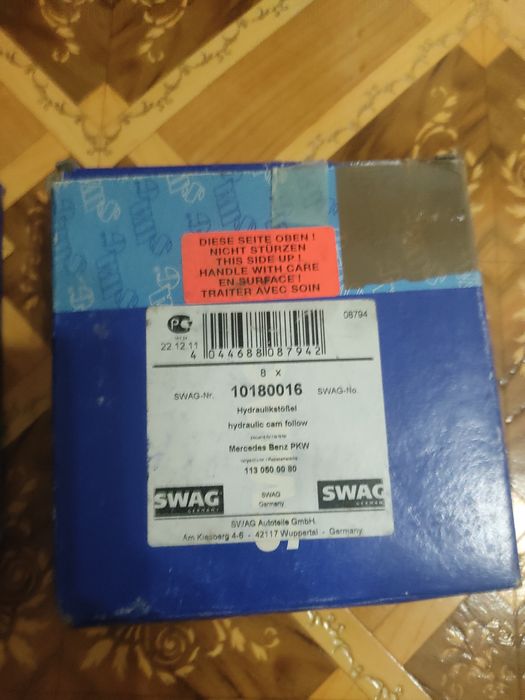 DIESE SEITE OBEN !
NICHT STÜRZEN
THIS SIDE UP !
HANDLE WITH CARE
EN SURFACE !
TRAITER AVEC SOIN
08794
22.12.11
4 044688 087942
8 x
SWAG-Nr. 10180016 SWAG-No.
Hydraulikstößel
hydraulic cam follow
Mercedes Benz PKW
113 050 00 80
SWAG
GERMANY
SWAG
Germany
SWAG
GERMANY
SWAG Autoteile GmbH.
Am Kiesberg 4-6 - 42117 Wuppertal - Germany